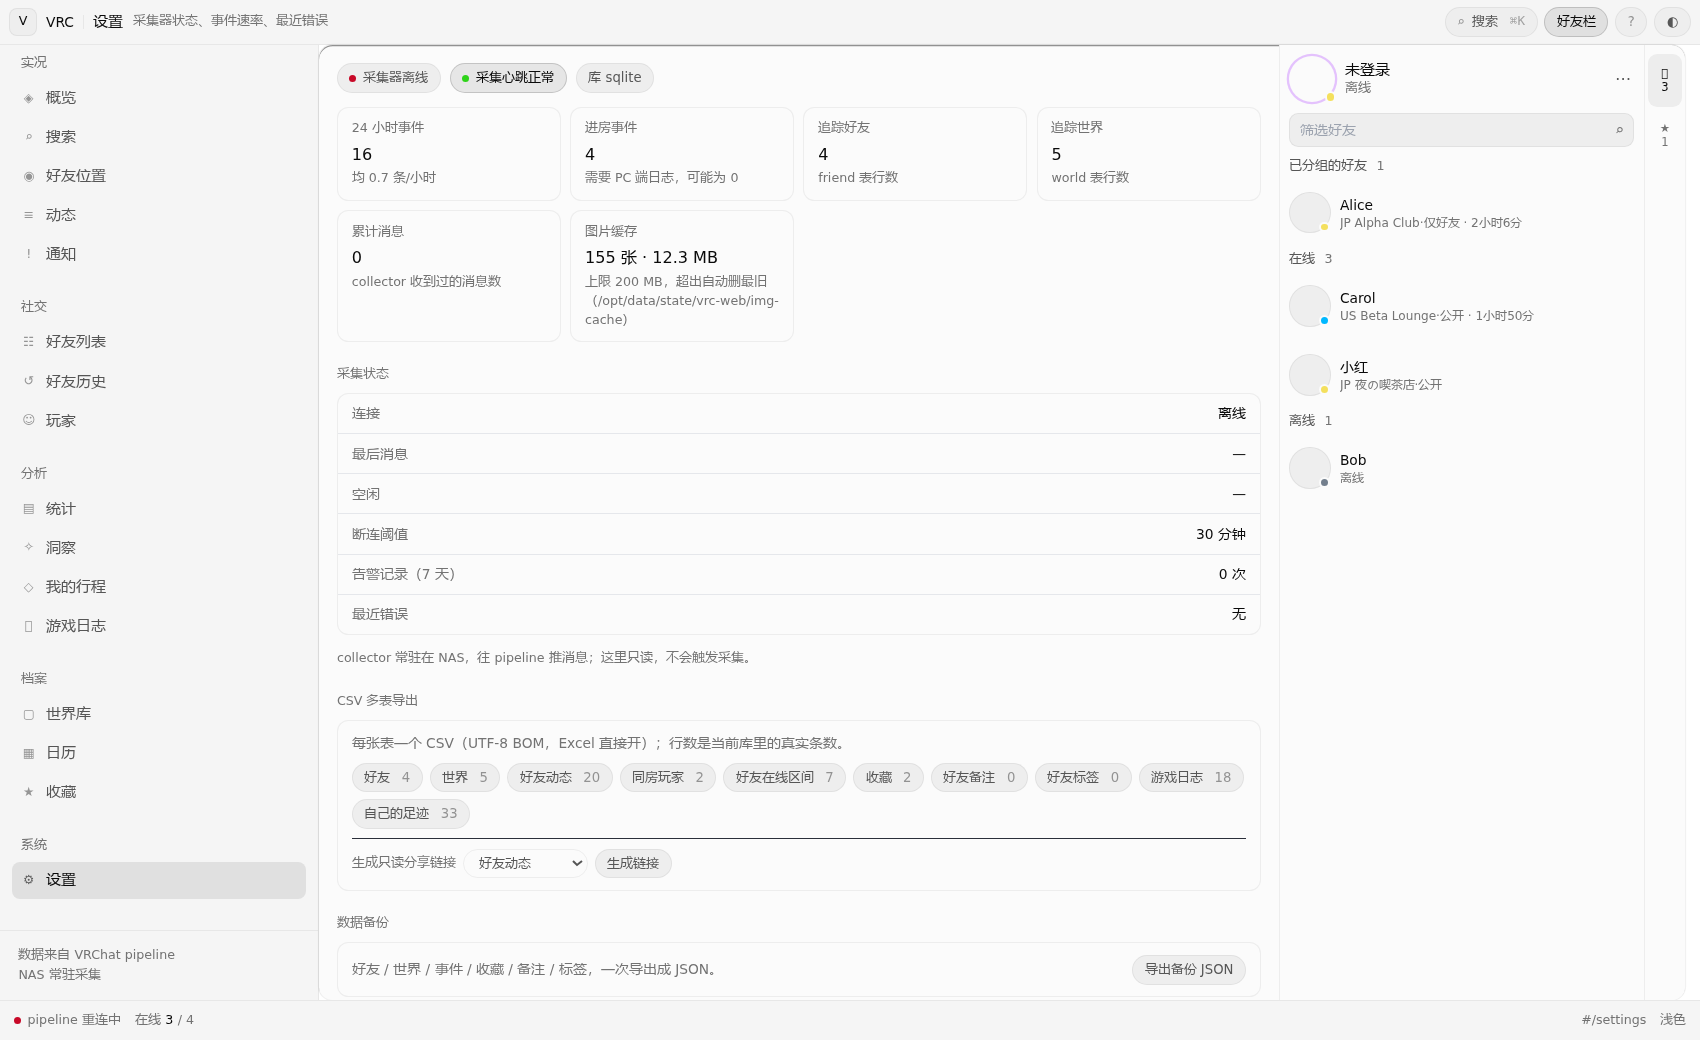 V VRC 设置 采集器状态、事件速率、最近错误
搜索 ⌘K 好友栏 ?
实况
概览
搜索
好友位置
动态
! 通知
社交
好友列表
好友历史
玩家
分析
统计
洞察
我的行程
游戏日志
档案
世界库
日历
收藏
系统
设置
数据来自 VRChat pipeline
NAS 常驻采集
采集器离线 采集心跳正常 库 sqlite
24 小时事件
16
均 0.7 条/小时
进房事件
4
需要 PC 端日志，可能为 0
追踪好友
4
friend 表行数
追踪世界
5
world 表行数
累计消息
0
collector 收到过的消息数
图片缓存
155 张 · 12.3 MB
上限 200 MB，超出自动删最旧
（/opt/data/state/vrc-web/img-
cache）
采集状态
连接 离线
最后消息 —
空闲 —
断连阈值 30 分钟
告警记录（7 天） 0 次
最近错误 无
collector 常驻在 NAS，往 pipeline 推消息；这里只读，不会触发采集。
CSV 多表导出
每张表一个 CSV（UTF-8 BOM，Excel 直接开）；行数是当前库里的真实条数。
好友 4 世界 5 好友动态 20 同房玩家 2 好友在线区间 7 收藏 2 好友备注 0 好友标签 0 游戏日志 18
自己的足迹 33
生成只读分享链接 好友动态 生成链接
数据备份
好友 / 世界 / 事件 / 收藏 / 备注 / 标签，一次导出成 JSON。 导出备份 JSON
未登录
离线
…
筛选好友
已分组的好友 1
Alice
JP Alpha Club·仅好友 · 2小时6分
在线 3
Carol
US Beta Lounge·公开 · 1小时50分
小红
JP 夜の喫茶店·公开
离线 1
Bob
离线
3
★
1
pipeline 重连中 在线 3 / 4
#/settings 浅色